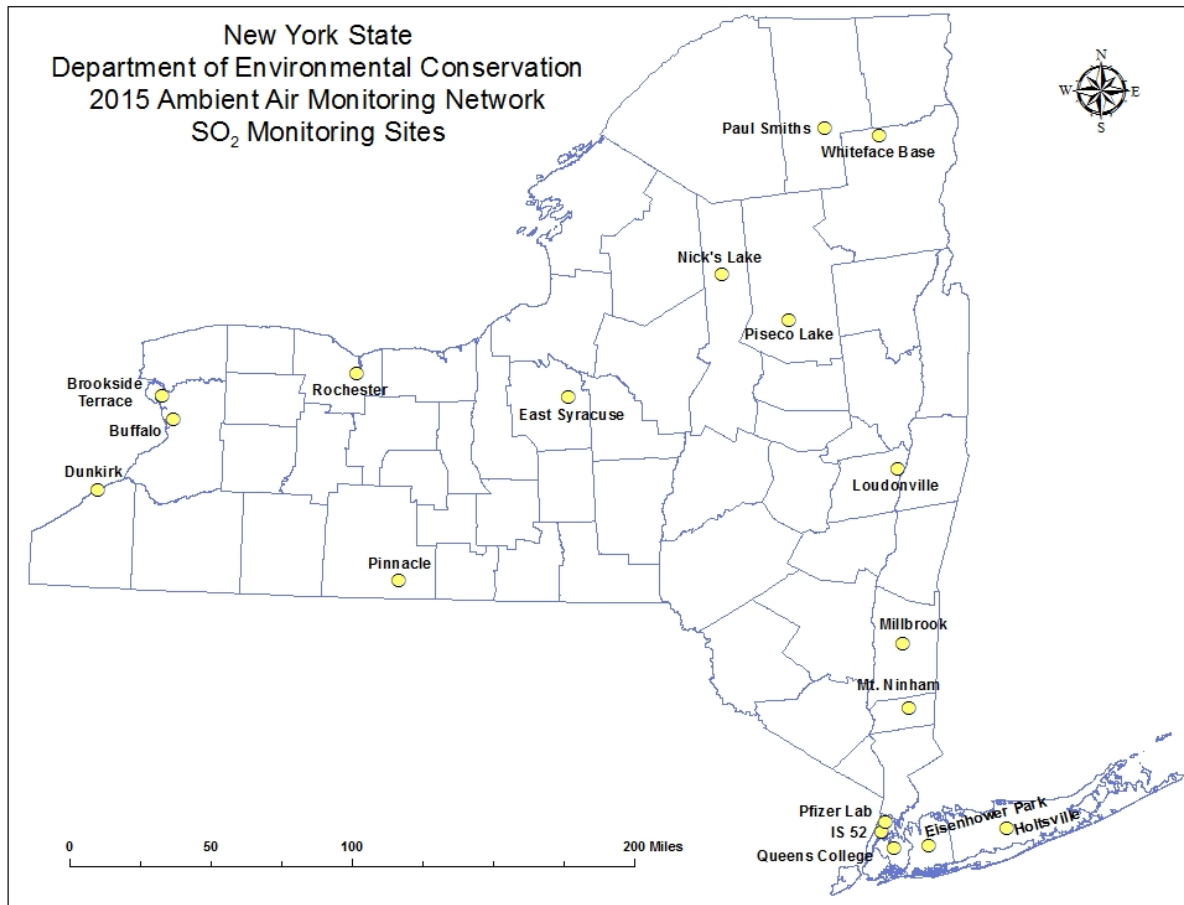 New York State
Department of Environmental Conservation
2015 Ambient Air Monitoring Network
SO₂ Monitoring Sites
N
W E
S
Paul Smiths
Whiteface Base
Nick's Lake
Piseco Lake
Brookside
Terrace
Rochester
East Syracuse
Buffalo
Dunkirk
Loudonville
Pinnacle
Millbrook
Mt. Ninham
Pfizer Lab
Eisenhower Park
IS 52
Holtsville
Queens College
0 50 100 200 Miles